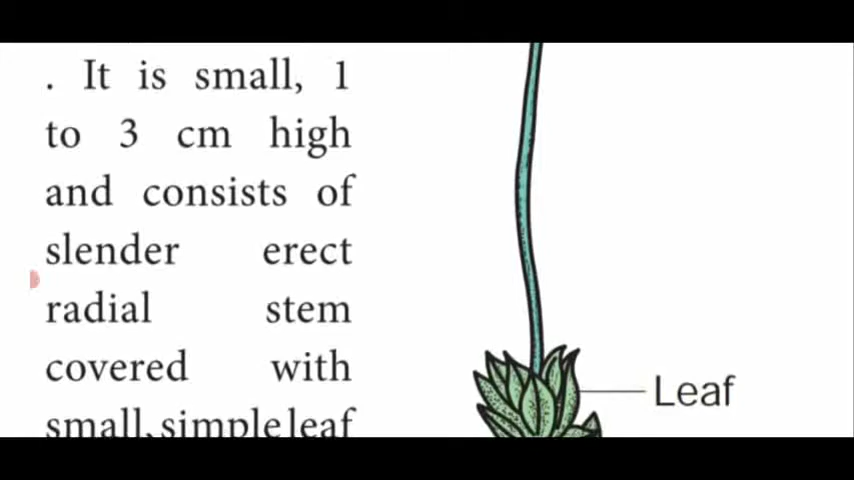 . It is small, 1
to 3 cm high
and consists of
slender erect
radial stem
covered with
small, simple leaf
Leaf